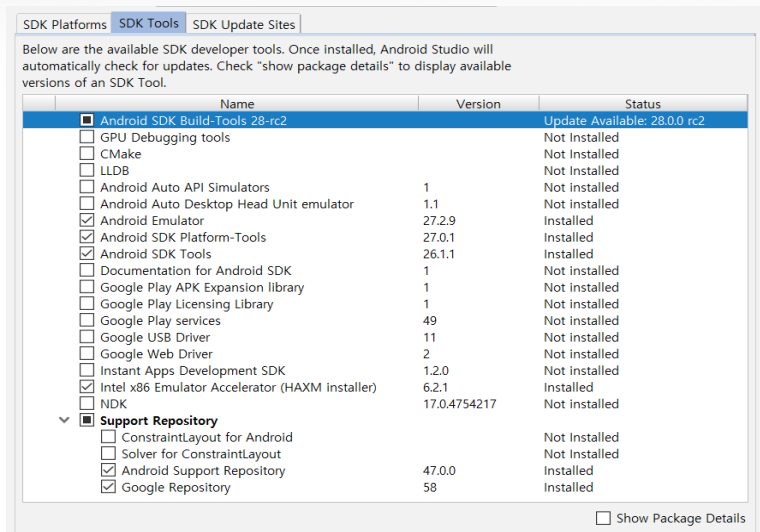 SDK Platforms SDK Tools SDK Update Sites
Below are the available SDK developer tools. Once installed, Android Studio will
automatically check for updates. Check "show package details" to display available
versions of an SDK Tool.
Name Version Status
Android SDK Build-Tools 28-rc2 Update Available: 28.0.0 rc2
GPU Debugging tools Not Installed
CMake Not Installed
LLDB Not Installed
Android Auto API Simulators 1 Not installed
Android Auto Desktop Head Unit emulator 1.1 Not installed
Android Emulator 27.2.9 Installed
Android SDK Platform-Tools 27.0.1 Installed
Android SDK Tools 26.1.1 Installed
Documentation for Android SDK 1 Not installed
Google Play APK Expansion library 1 Not installed
Google Play Licensing Library 1 Not installed
Google Play services 49 Not installed
Google USB Driver 11 Not installed
Google Web Driver 2 Not installed
Instant Apps Development SDK 1.2.0 Not installed
Intel x86 Emulator Accelerator (HAXM installer) 6.2.1 Installed
NDK 17.0.4754217 Not installed
Support Repository
ConstraintLayout for Android Not Installed
Solver for ConstraintLayout Not Installed
Android Support Repository 47.0.0 Installed
Google Repository 58 Installed
Show Package Details